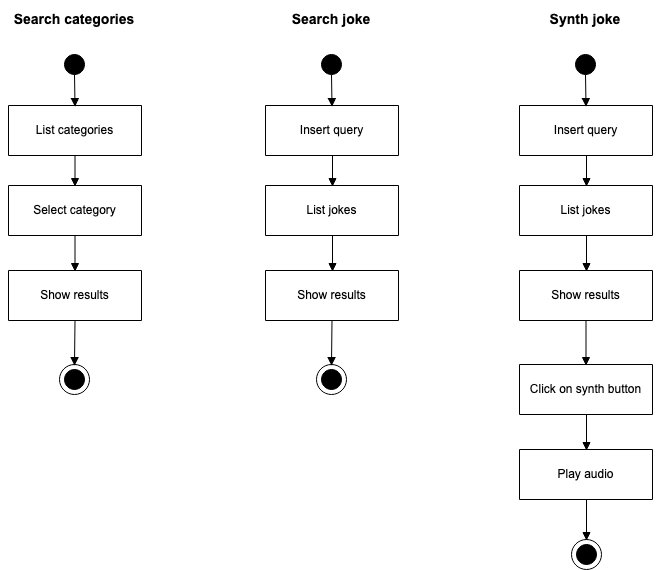 Search categories
List categories
Select category
Show results
Search joke
Insert query
List jokes
Show results
Synth joke
Insert query
List jokes
Show results
Click on synth button
Play audio